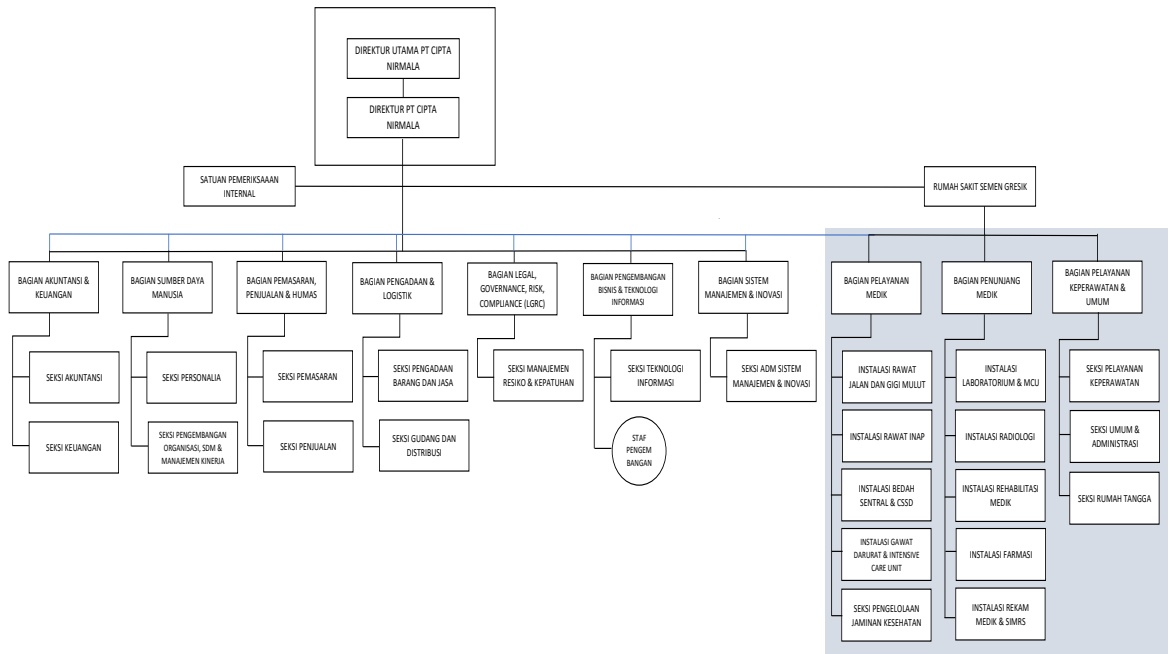 DIREKTUR UTAMA PT CIPTA
NIRMALA
DIREKTUR PT CIPTA
NIRMALA
SATUAN PEMERIKSAAAN
INTERNAL
RUMAH SAKIT SEMEN GRESIK
BAGIAN AKUNTANSI &
KEUANGAN
BAGIAN SUMBER DAYA
MANUSIA
BAGIAN PEMASARAN,
PENJUALAN & HUMAS
BAGIAN PENGADAAN &
LOGISTIK
BAGIAN LEGAL,
GOVERNANCE, RISK,
COMPLIANCE (LGRC)
BAGIAN PENGEMBANGAN
BISNIS & TEKNOLOGI
INFORMASI
BAGIAN SISTEM
MANAJEMEN & INOVASI
BAGIAN PELAYANAN
MEDIK
BAGIAN PENUNJANG
MEDIK
BAGIAN PELAYANAN
KEPERAWATAN &
UMUM
SEKSI AKUNTANSI
SEKSI PERSONALIA
SEKSI PEMASARAN
SEKSI PENGADAAN
BARANG DAN JASA
SEKSI MANAJEMEN
RESIKO & KEPATUHAN
SEKSI TEKNOLOGI
INFORMASI
SEKSI ADM SISTEM
MANAJEMEN & INOVASI
INSTALASI RAWAT
JALAN DAN GIGI MULUT
INSTALASI
LABORATORIUM & MCU
SEKSI PELAYANAN
KEPERAWATAN
SEKSI KEUANGAN
SEKSI PENGEMBANGAN
ORGANISASI, SDM &
MANAJEMEN KINERJA
SEKSI PENJUALAN
SEKSI GUDANG DAN
DISTRIBUSI
STAF
PENGEM
BANGAN
INSTALASI RAWAT INAP
INSTALASI RADIOLOGI
SEKSI UMUM &
ADMINISTRASI
INSTALASI BEDAH
SENTRAL & CSSD
INSTALASI REHABILITASI
MEDIK
SEKSI RUMAH TANGGA
INSTALASI GAWAT
DARURAT & INTENSIVE
CARE UNIT
INSTALASI FARMASI
SEKSI PENGELOLAAN
JAMINAN KESEHATAN
INSTALASI REKAM
MEDIK & SIMRS